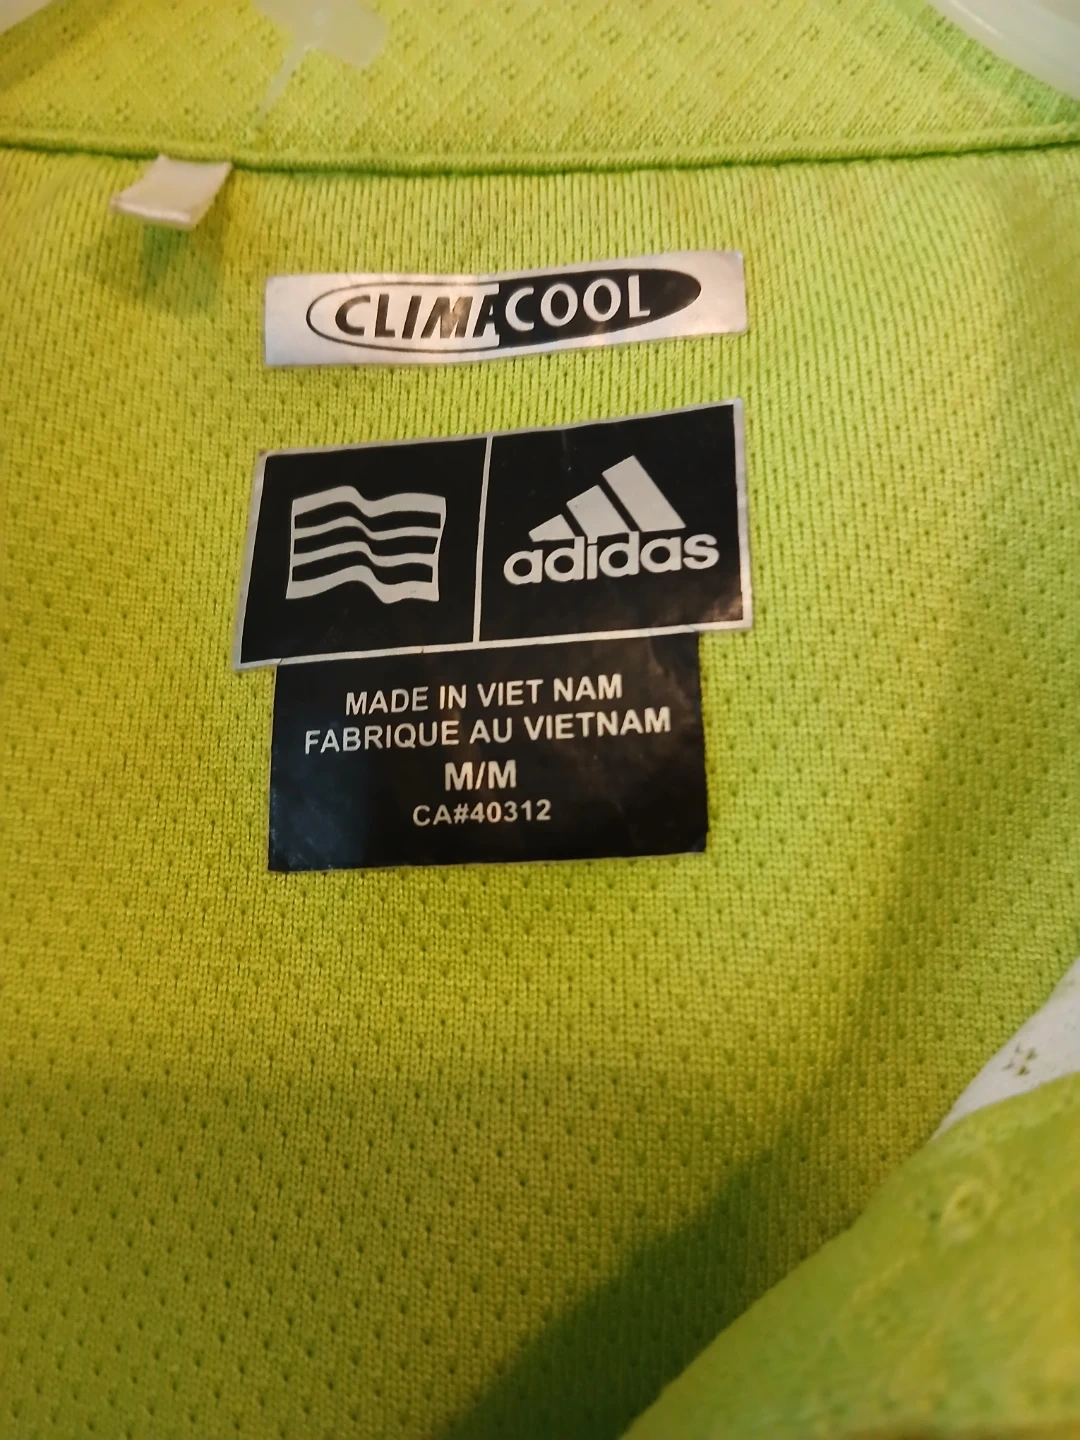 CLIMACOOL
adidas
MADE IN VIET NAM
FABRIQUE AU VIETNAM
M/M
CA#40312